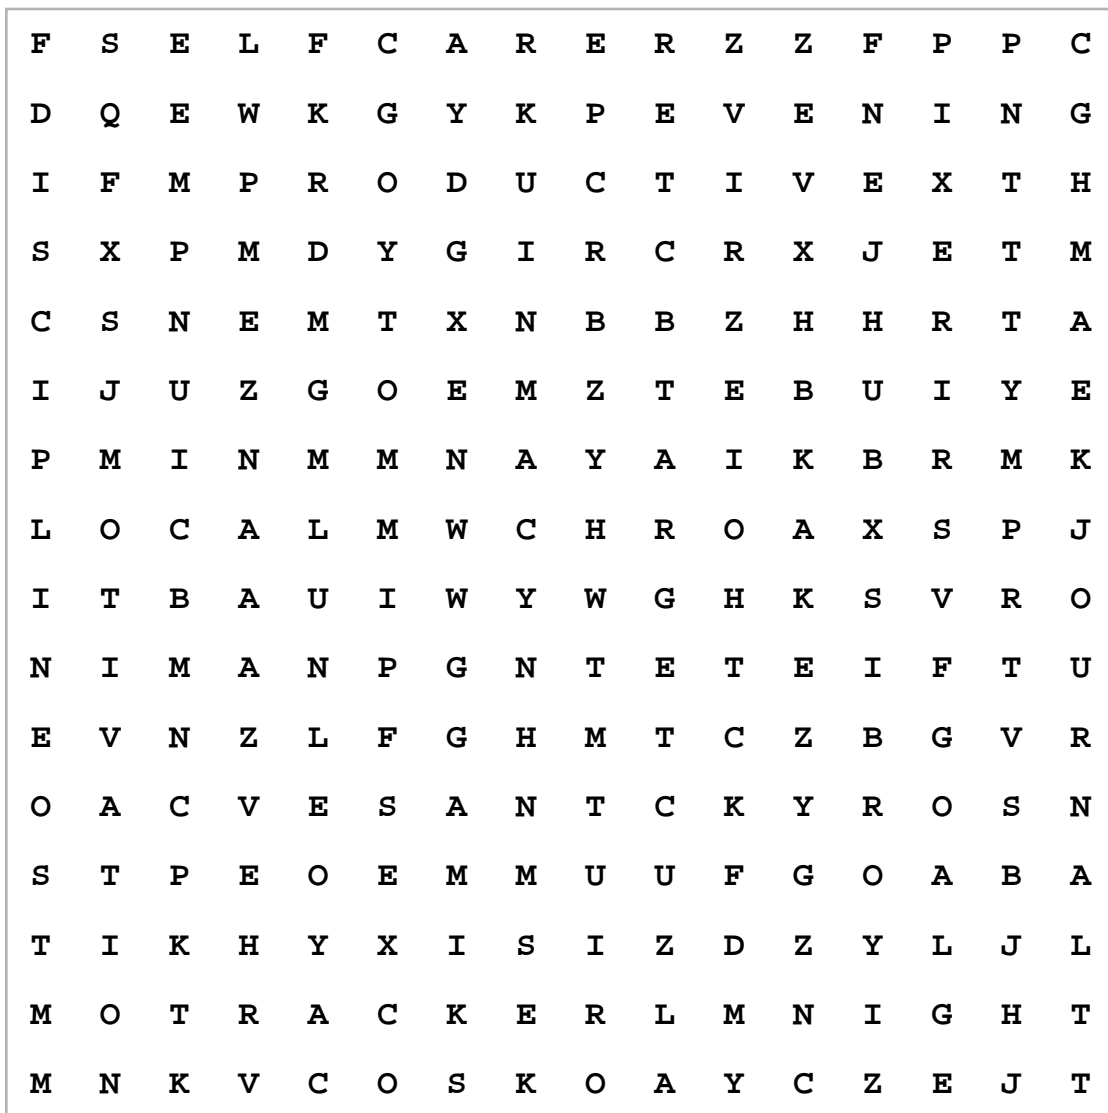 F S E L F C A R E R Z Z F P P C
D Q E W K G Y K P E V E N I N G
I F M P R O D U C T I V E X T H
S X P M D Y G I R C R X J E T M
C S N E M T X N B B Z H H R T A
I J U Z G O E M Z T E B U I Y E
P M I N M M N A Y A I K B R M K
L O C A L M W C H R O A X S P J
I T B A U I W Y W G H K S V R O
N I M A N P G N T E T E I F T U
E V N Z L F G H M T C Z B G V R
O A C V E S A N T C K Y R O S N
S T P E O E M M U U F G O A B A
T I K H Y X I S I Z D Z Y L J L
M O T R A C K E R L M N I G H T
M N K V C O S K O A Y C Z E J T